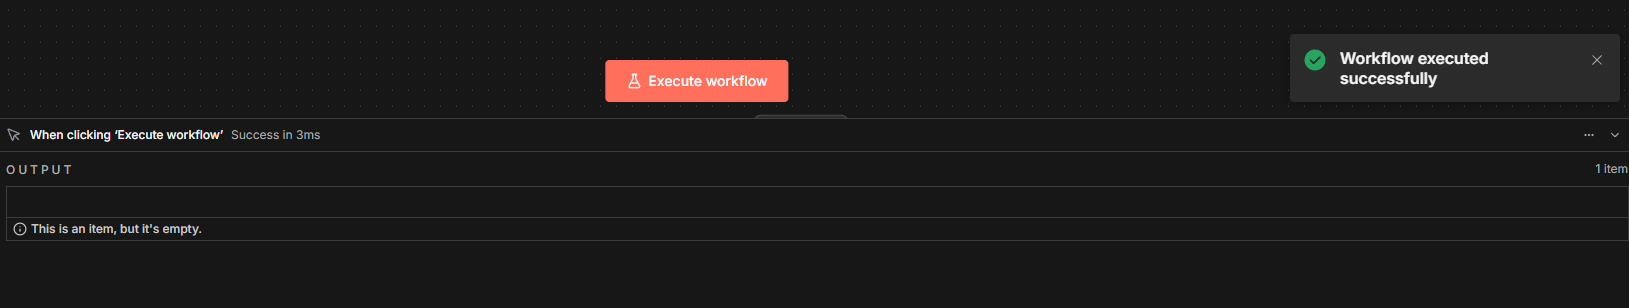 Execute workflow
Workflow executed
successfully
When clicking ‘Execute workflow’ Success in 3ms
OUTPUT
1 item
This is an item, but it's empty.